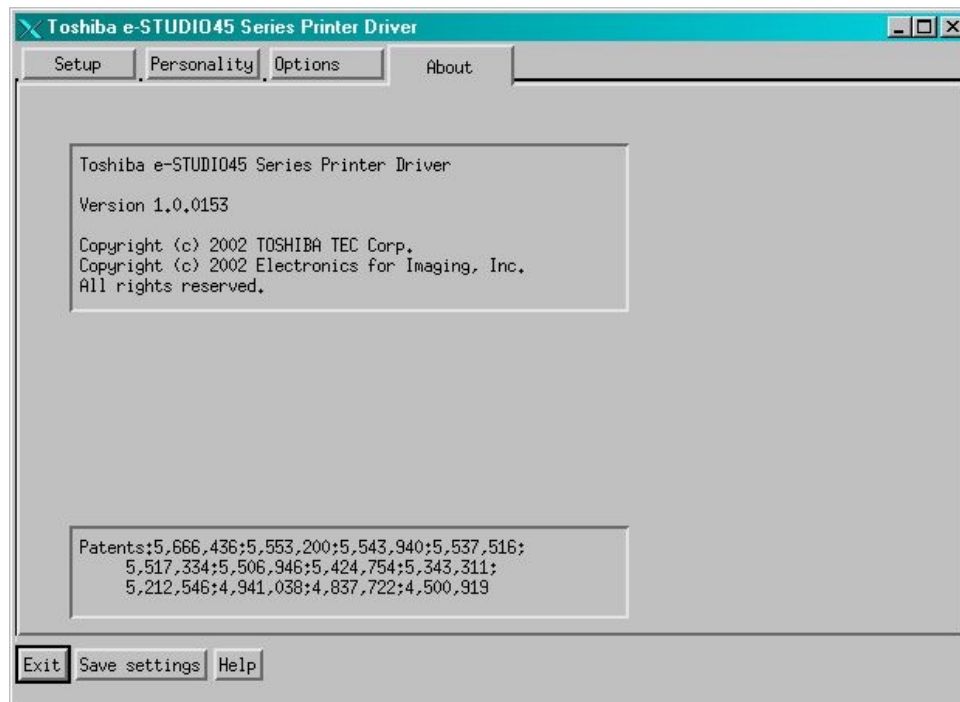 Toshiba e-STUDIO45 Series Printer Driver
Setup Personality Options About
Toshiba e-STUDIO45 Series Printer Driver
Version 1.0.0153
Copyright (c) 2002 TOSHIBA TEC Corp.
Copyright (c) 2002 Electronics for Imaging, Inc.
All rights reserved.
Patents:5,666,436;5,553,200;5,543,940;5,537,516;
5,517,334;5,506,946;5,424,754;5,343,311;
5,212,546;4,941,038;4,837,722;4,500,919
Exit Save settings Help